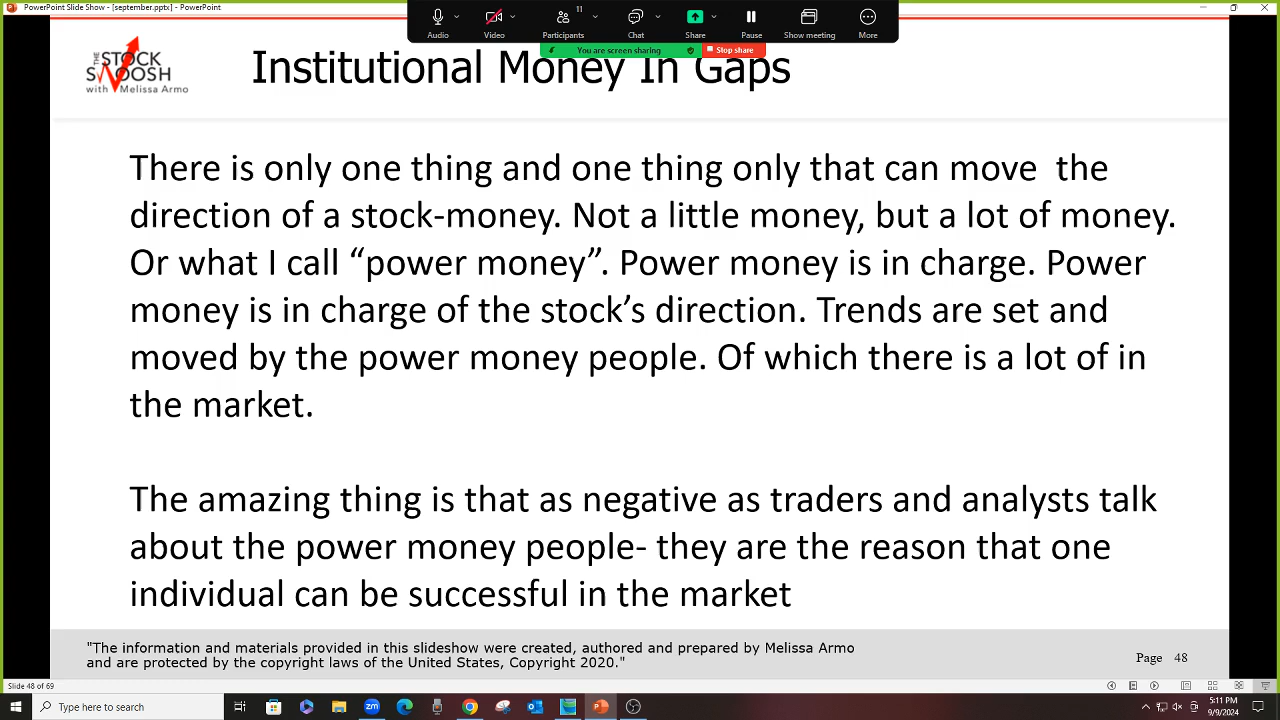 PowerPoint Slide Show - [september.pptx] - PowerPoint
11
Audio Video Participants Chat Share Pause Show meeting More
You are screen sharing Stop share
THE STOCK
SWOOSH
with Melissa Armo
Institutional Money In Gaps
There is only one thing and one thing only that can move  the
direction of a stock-money. Not a little money, but a lot of money.
Or what I call “power money”. Power money is in charge. Power
money is in charge of the stock’s direction. Trends are set and
moved by the power money people. Of which there is a lot of in
the market.
The amazing thing is that as negative as traders and analysts talk
about the power money people- they are the reason that one
individual can be successful in the market
"The information and materials provided in this slideshow were created, authored and prepared by Melissa Armo
and are protected by the copyright laws of the United States, Copyright 2020."
Page 48
Slide 48 of 69
Type here to search
5:11 PM
9/9/2024